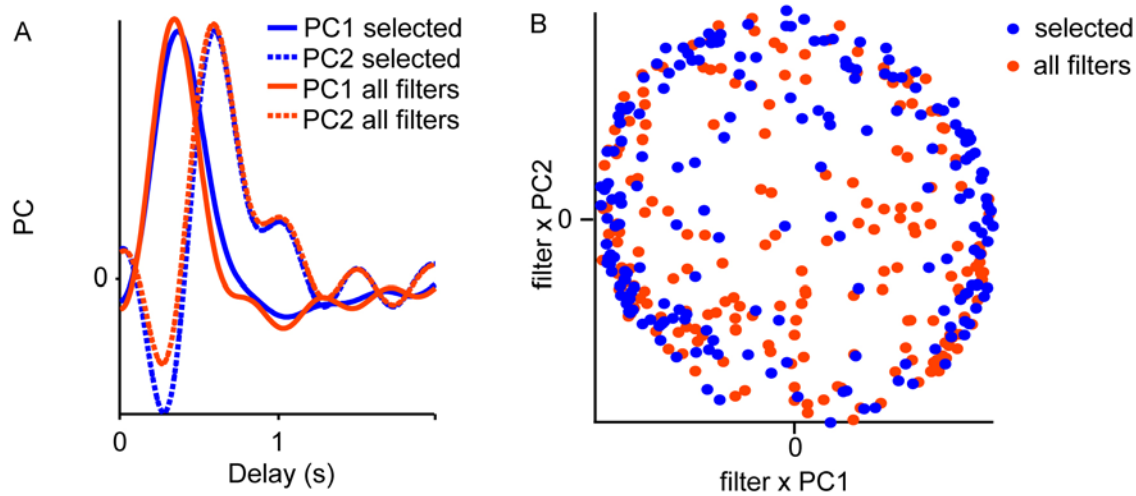 A
PC1 selected
PC2 selected
PC1 all filters
PC2 all filters
PC
0
0
1
Delay (s)
B
selected
all filters
filter x PC2
0
0
filter x PC1